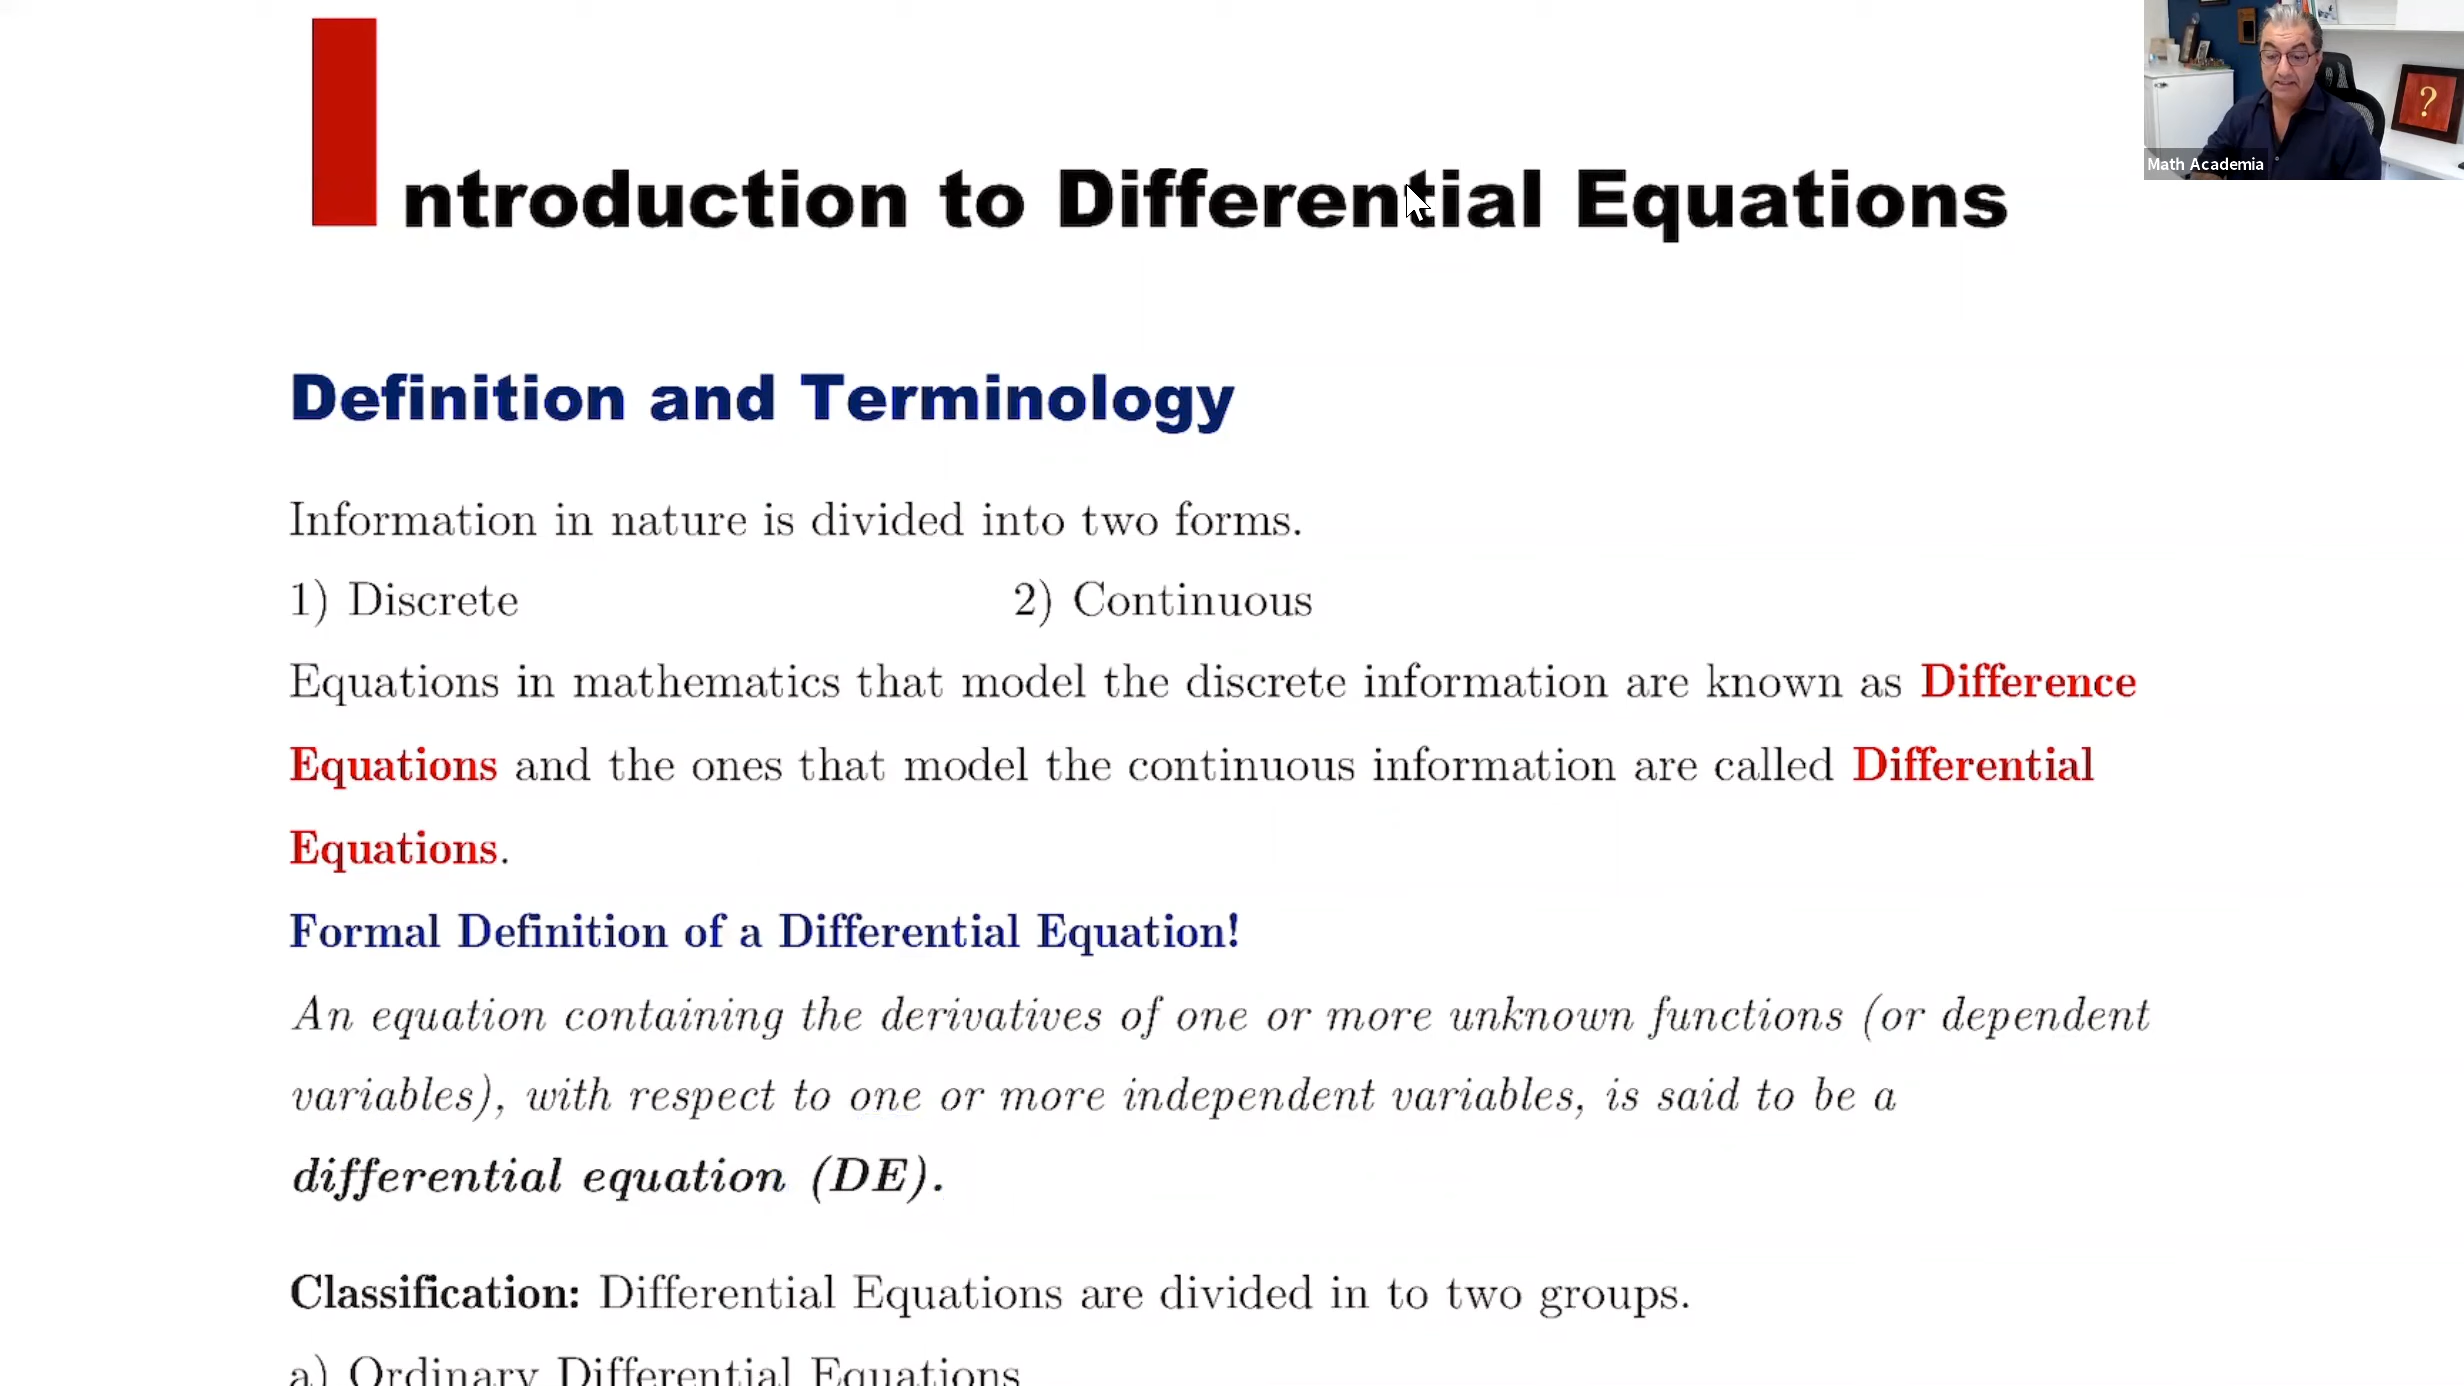 Introduction to Differential Equations
Math Academia
?
Definition and Terminology
Information in nature is divided into two forms.
1) Discrete 2) Continuous
Equations in mathematics that model the discrete information are known as Difference
Equations and the ones that model the continuous information are called Differential
Equations.
Formal Definition of a Differential Equation!
An equation containing the derivatives of one or more unknown functions (or dependent
variables), with respect to one or more independent variables, is said to be a
differential equation (DE).
Classification: Differential Equations are divided in to two groups.
a) Ordinary Differential Equations